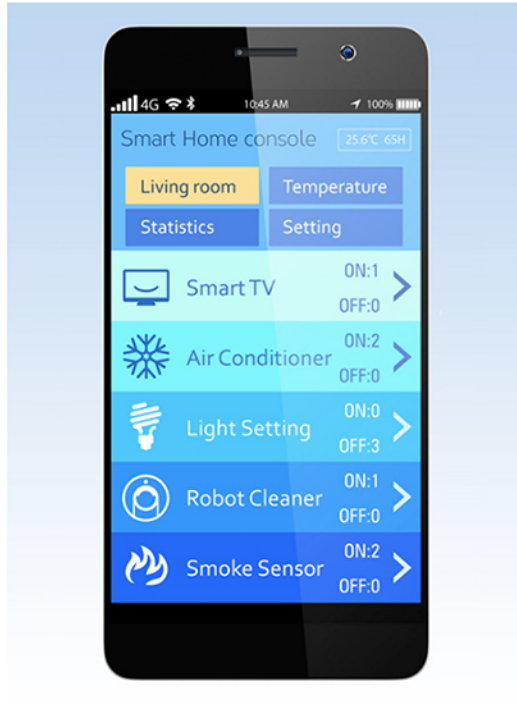 4G 10:45 AM 100%
Smart Home console 25.6℃ 65H
Living room Temperature
Statistics Setting
Smart TV ON:1
OFF:0
Air Conditioner ON:2
OFF:0
Light Setting ON:0
OFF:3
Robot Cleaner ON:1
OFF:0
Smoke Sensor ON:2
OFF:0